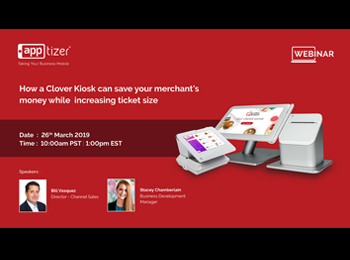 apptizer
Taking Your Business Mobile
WEBINAR
How a Clover Kiosk can save your merchant's
money while increasing ticket size
Date : 26th March 2019
Time : 10:00am PST | 1:00pm EST
Speakers
Bill Vasquez
Director - Channel Sales
Stacey Chamberlain
Business Development
Manager